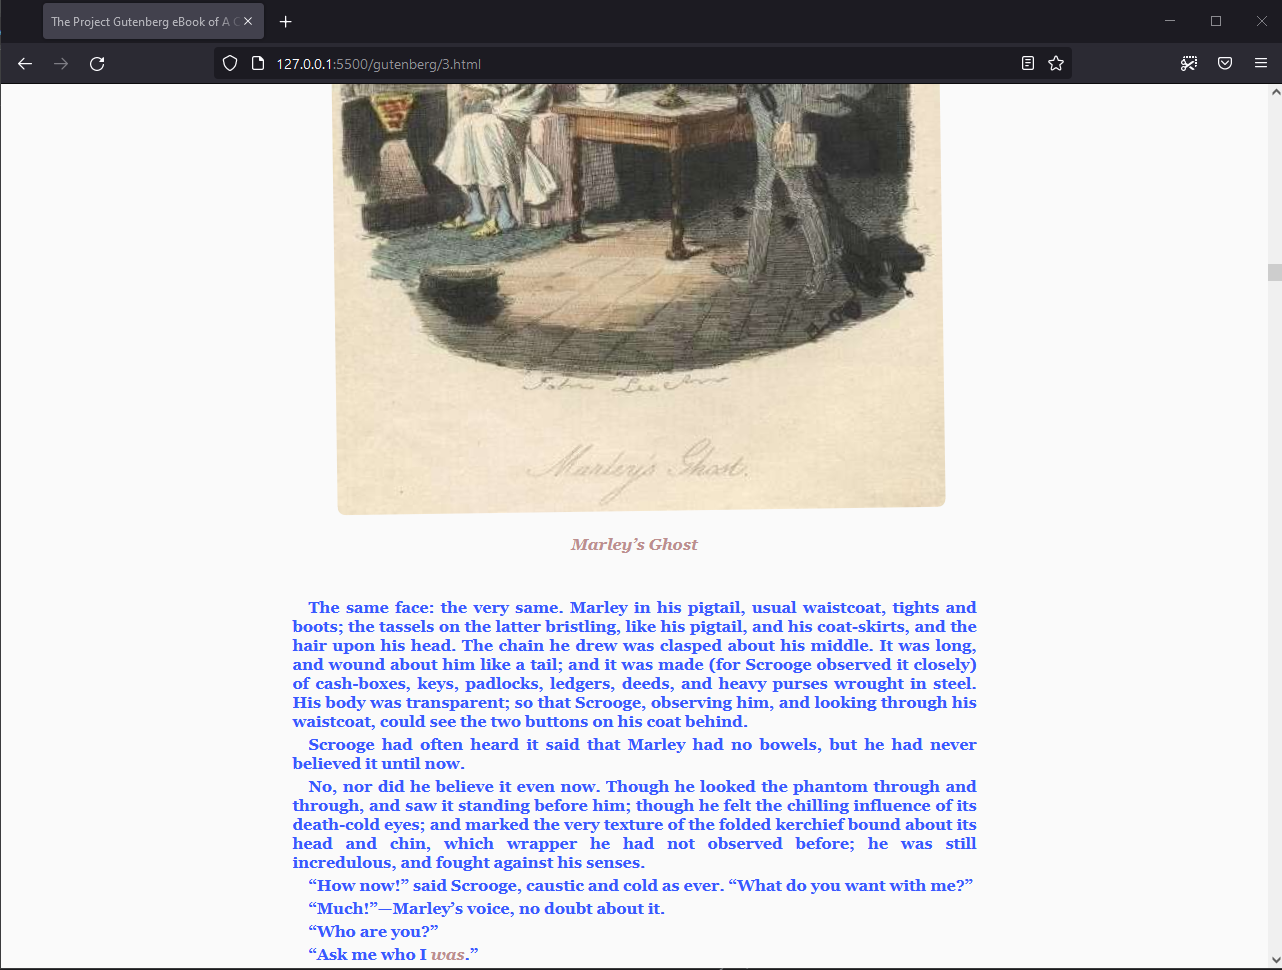 The Project Gutenberg eBook of A C
127.0.0.1:5500/gutenberg/3.html
Marley's Ghost.
Marley’s Ghost
The same face: the very same. Marley in his pigtail, usual waistcoat, tights and
boots; the tassels on the latter bristling, like his pigtail, and his coat-skirts, and the
hair upon his head. The chain he drew was clasped about his middle. It was long,
and wound about him like a tail; and it was made (for Scrooge observed it closely)
of cash-boxes, keys, padlocks, ledgers, deeds, and heavy purses wrought in steel.
His body was transparent; so that Scrooge, observing him, and looking through his
waistcoat, could see the two buttons on his coat behind.
Scrooge had often heard it said that Marley had no bowels, but he had never
believed it until now.
No, nor did he believe it even now. Though he looked the phantom through and
through, and saw it standing before him; though he felt the chilling influence of its
death-cold eyes; and marked the very texture of the folded kerchief bound about its
head and chin, which wrapper he had not observed before; he was still
incredulous, and fought against his senses.
“How now!” said Scrooge, caustic and cold as ever. “What do you want with me?”
“Much!”—Marley’s voice, no doubt about it.
“Who are you?”
“Ask me who I was.”